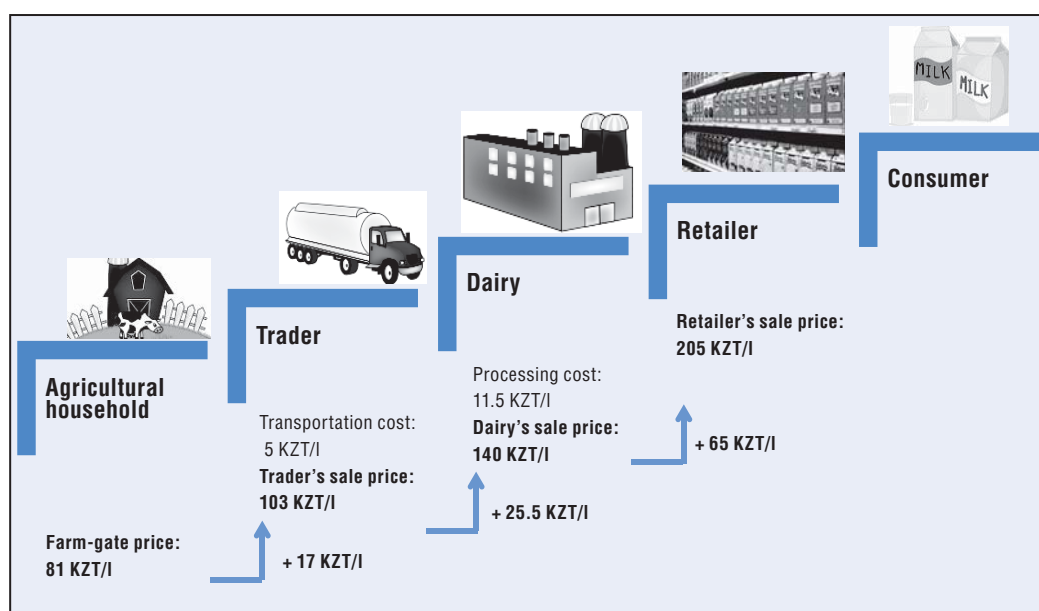 MILK
MILK
Consumer
Retailer
Retailer's sale price:
205 KZT/l
Dairy
Processing cost:
11.5 KZT/l
Dairy's sale price:
140 KZT/l
+ 65 KZT/l
Trader
Transportation cost:
5 KZT/l
Trader's sale price:
103 KZT/l
+ 25.5 KZT/l
Agricultural
household
Farm-gate price:
81 KZT/l
+ 17 KZT/l